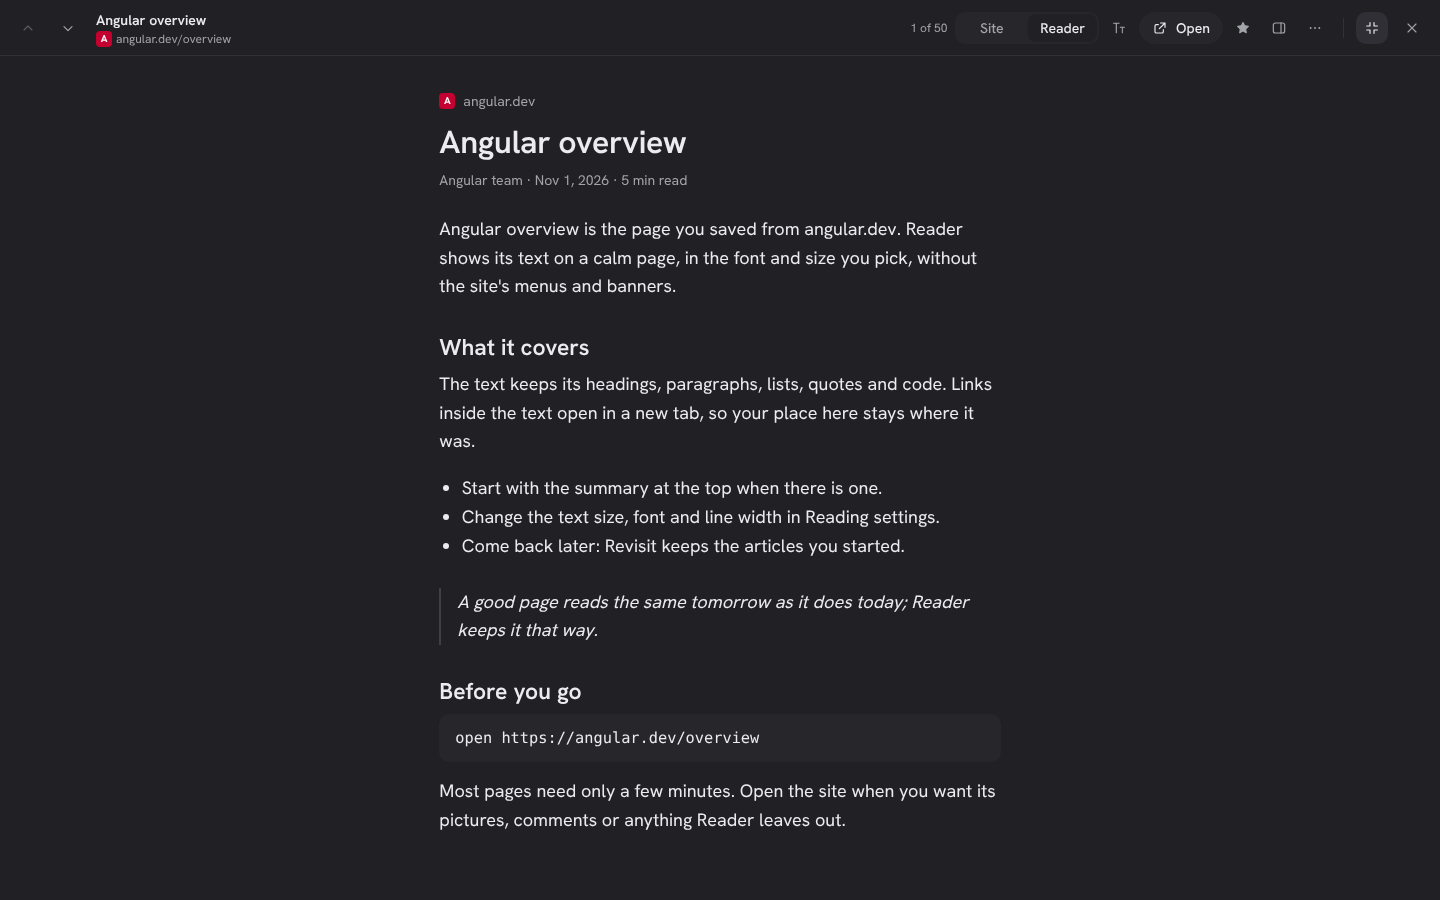 Angular overview
A angular.dev/overview
1 of 50
Site
Reader
Tт
Open
A angular.dev
Angular overview
Angular team · Nov 1, 2026 · 5 min read
Angular overview is the page you saved from angular.dev. Reader
shows its text on a calm page, in the font and size you pick, without
the site's menus and banners.
What it covers
The text keeps its headings, paragraphs, lists, quotes and code. Links
inside the text open in a new tab, so your place here stays where it
was.
• Start with the summary at the top when there is one.
• Change the text size, font and line width in Reading settings.
• Come back later: Revisit keeps the articles you started.
A good page reads the same tomorrow as it does today; Reader
keeps it that way.
Before you go
open https://angular.dev/overview
Most pages need only a few minutes. Open the site when you want its
pictures, comments or anything Reader leaves out.